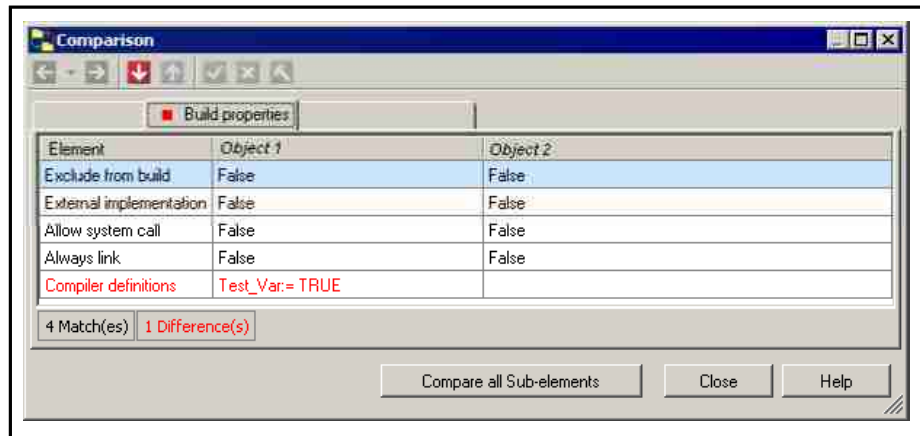 Comparison
Build properties
Element Object 1 Object 2
Exclude from build False False
External implementation False False
Allow system call False False
Always link False False
Compiler definitions Test_Var:= TRUE
4 Match(es) 1 Difference(s)
Compare all Sub-elements Close Help